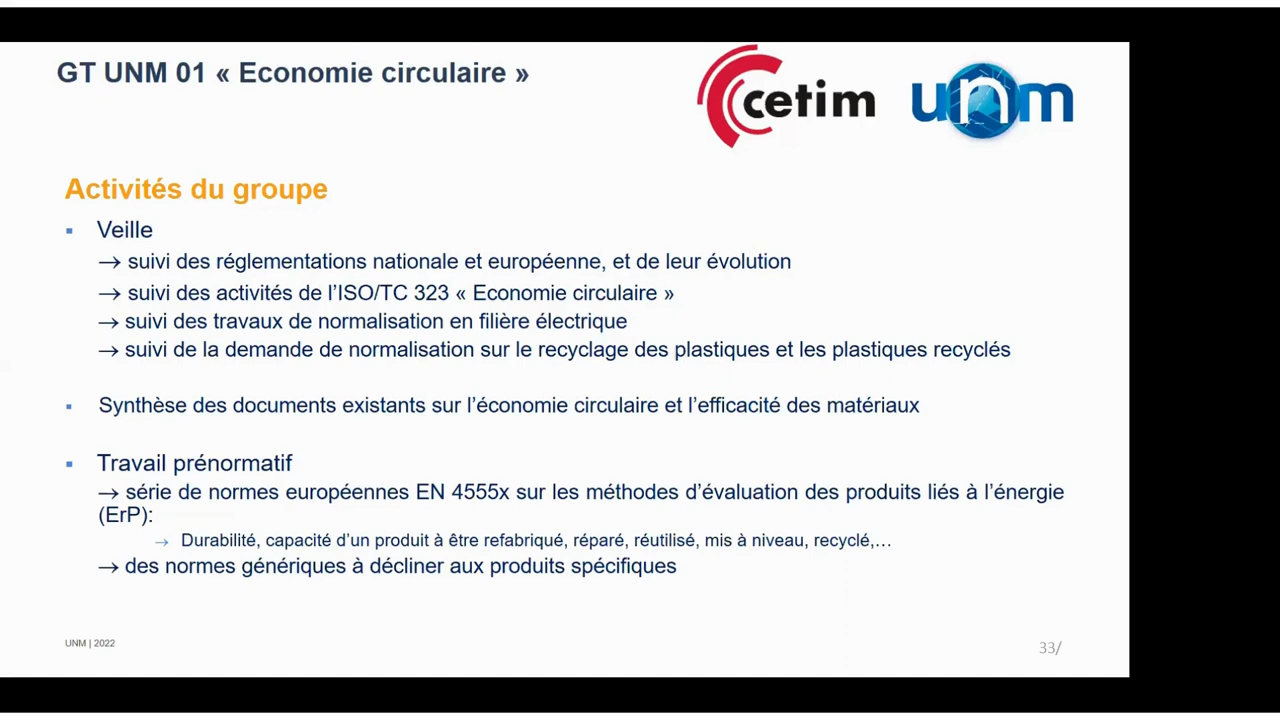 GT UNM 01 « Economie circulaire »
cetim
unm
Activités du groupe
▪ Veille
→ suivi des réglementations nationale et européenne, et de leur évolution
→ suivi des activités de l’ISO/TC 323 « Economie circulaire »
→ suivi des travaux de normalisation en filière électrique
→ suivi de la demande de normalisation sur le recyclage des plastiques et les plastiques recyclés
▪ Synthèse des documents existants sur l’économie circulaire et l’efficacité des matériaux
▪ Travail prénormatif
→ série de normes européennes EN 4555x sur les méthodes d’évaluation des produits liés à l’énergie
(ErP):
→ Durabilité, capacité d’un produit à être refabriqué, réparé, réutilisé, mis à niveau, recyclé,…
→ des normes génériques à décliner aux produits spécifiques
UNM | 2022
33/